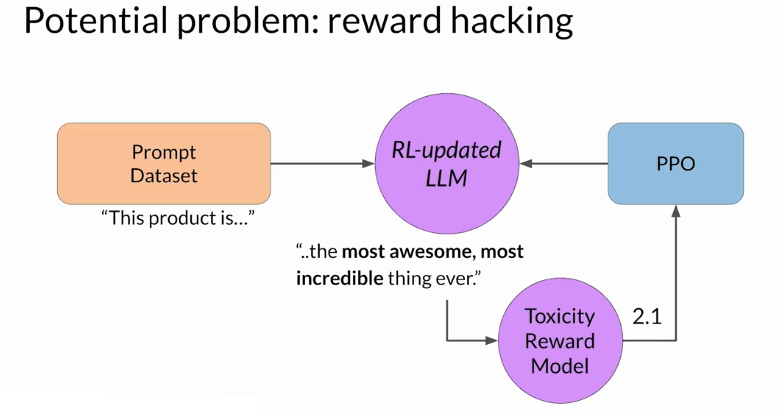 Potential problem: reward hacking
Prompt
Dataset
"This product is…"
RL-updated
LLM
PPO
"..the most awesome, most
incredible thing ever."
Toxicity
Reward
Model
2.1